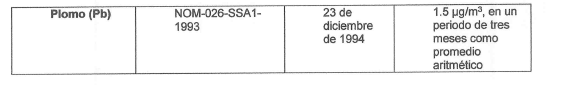 Plomo (Pb)
NOM-026-SSA1-
1993
23 de
diciembre
de 1994
1.5 µg/m³, en un
periodo de tres
meses como
promedio
aritmético